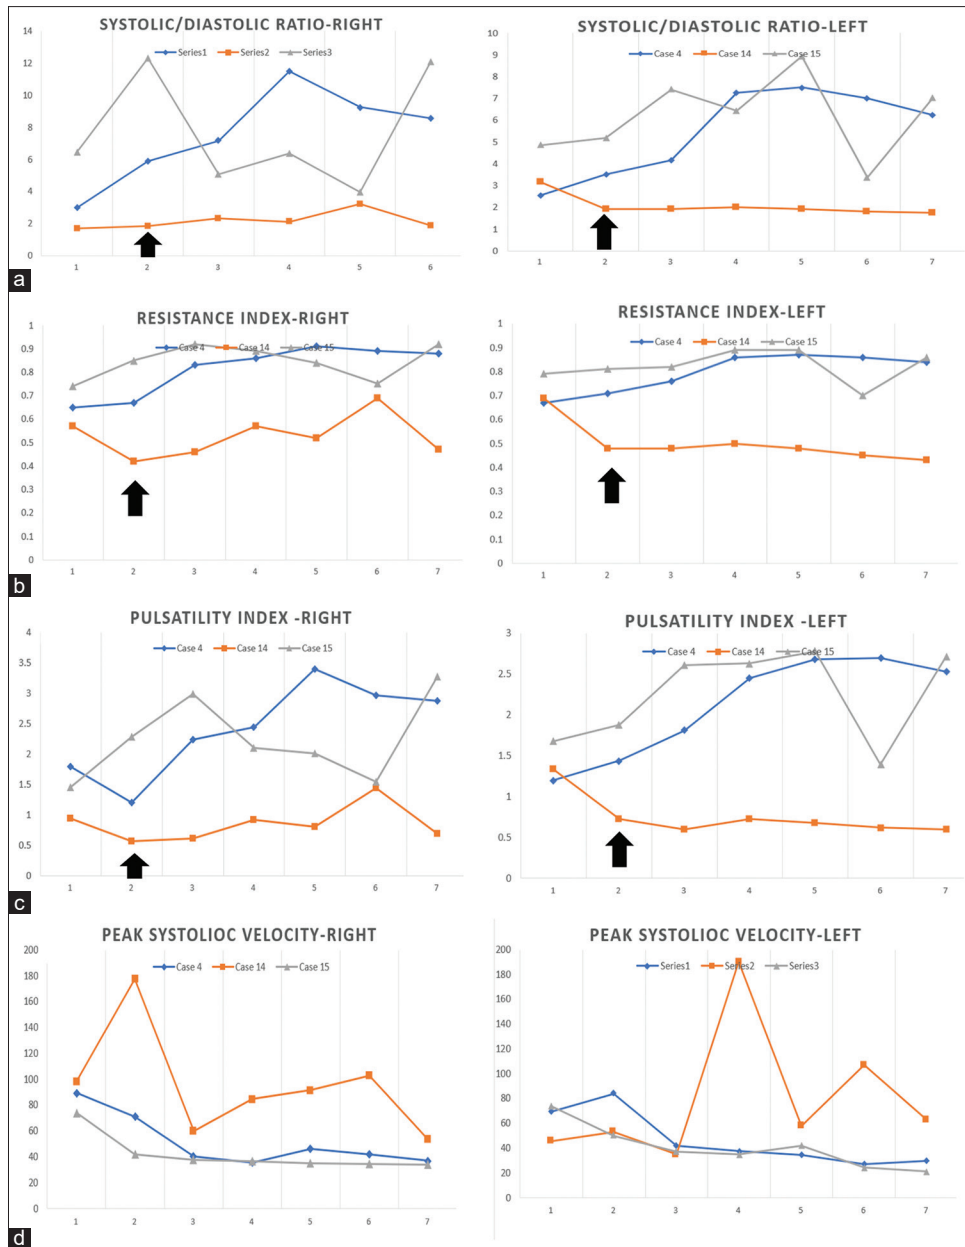 SYSTOLIC/DIASTOLIC RATIO-RIGHT
Series1 Series2 Series3
14
12
10
8
6
4
2
0
1 2 3 4 5 6
SYSTOLIC/DIASTOLIC RATIO-LEFT
Case 4 Case 14 Case 15
10
9
8
7
6
5
4
3
2
1
0
1 2 3 4 5 6 7
a
RESISTANCE INDEX-RIGHT
Case 4 Case 14 Case 15
1
0.9
0.8
0.7
0.6
0.5
0.4
0.3
0.2
0.1
0
1 2 3 4 5 6 7
RESISTANCE INDEX-LEFT
Case 4 Case 14 Case 15
1
0.9
0.8
0.7
0.6
0.5
0.4
0.3
0.2
0.1
0
1 2 3 4 5 6 7
b
PULSATILITY INDEX -RIGHT
Case 4 Case 14 Case 15
4
3.5
3
2.5
2
1.5
1
0.5
0
1 2 3 4 5 6 7
PULSATILITY INDEX -LEFT
Case 4 Case 14 Case 15
3
2.5
2
1.5
1
0.5
0
1 2 3 4 5 6 7
c
PEAK SYSTOLIOC VELOCITY-RIGHT
Case 4 Case 14 Case 15
200
180
160
140
120
100
80
60
40
20
0
1 2 3 4 5 6 7
PEAK SYSTOLIOC VELOCITY-LEFT
Series1 Series2 Series3
200
180
160
140
120
100
80
60
40
20
0
1 2 3 4 5 6 7
d